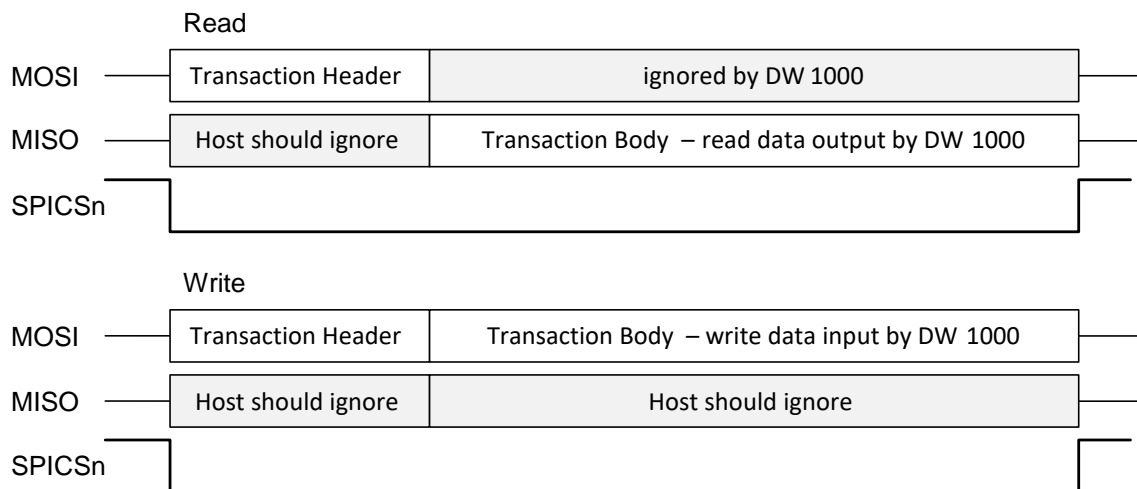 Read
MOSI Transaction Header ignored by DW 1000
MISO Host should ignore Transaction Body – read data output by DW 1000
SPICSn
Write
MOSI Transaction Header Transaction Body – write data input by DW 1000
MISO Host should ignore Host should ignore
SPICSn